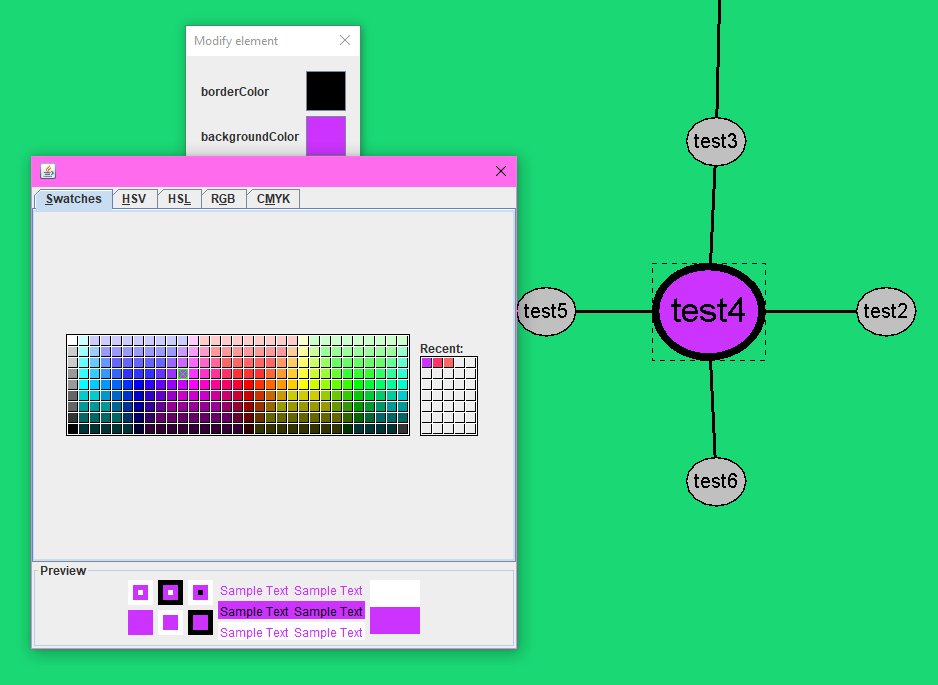 Modify element
borderColor
backgroundColor
Swatches HSV HSL RGB CMYK
Recent:
Preview
Sample Text Sample Text
Sample Text Sample Text
Sample Text Sample Text
test3
test5
test4
test2
test6